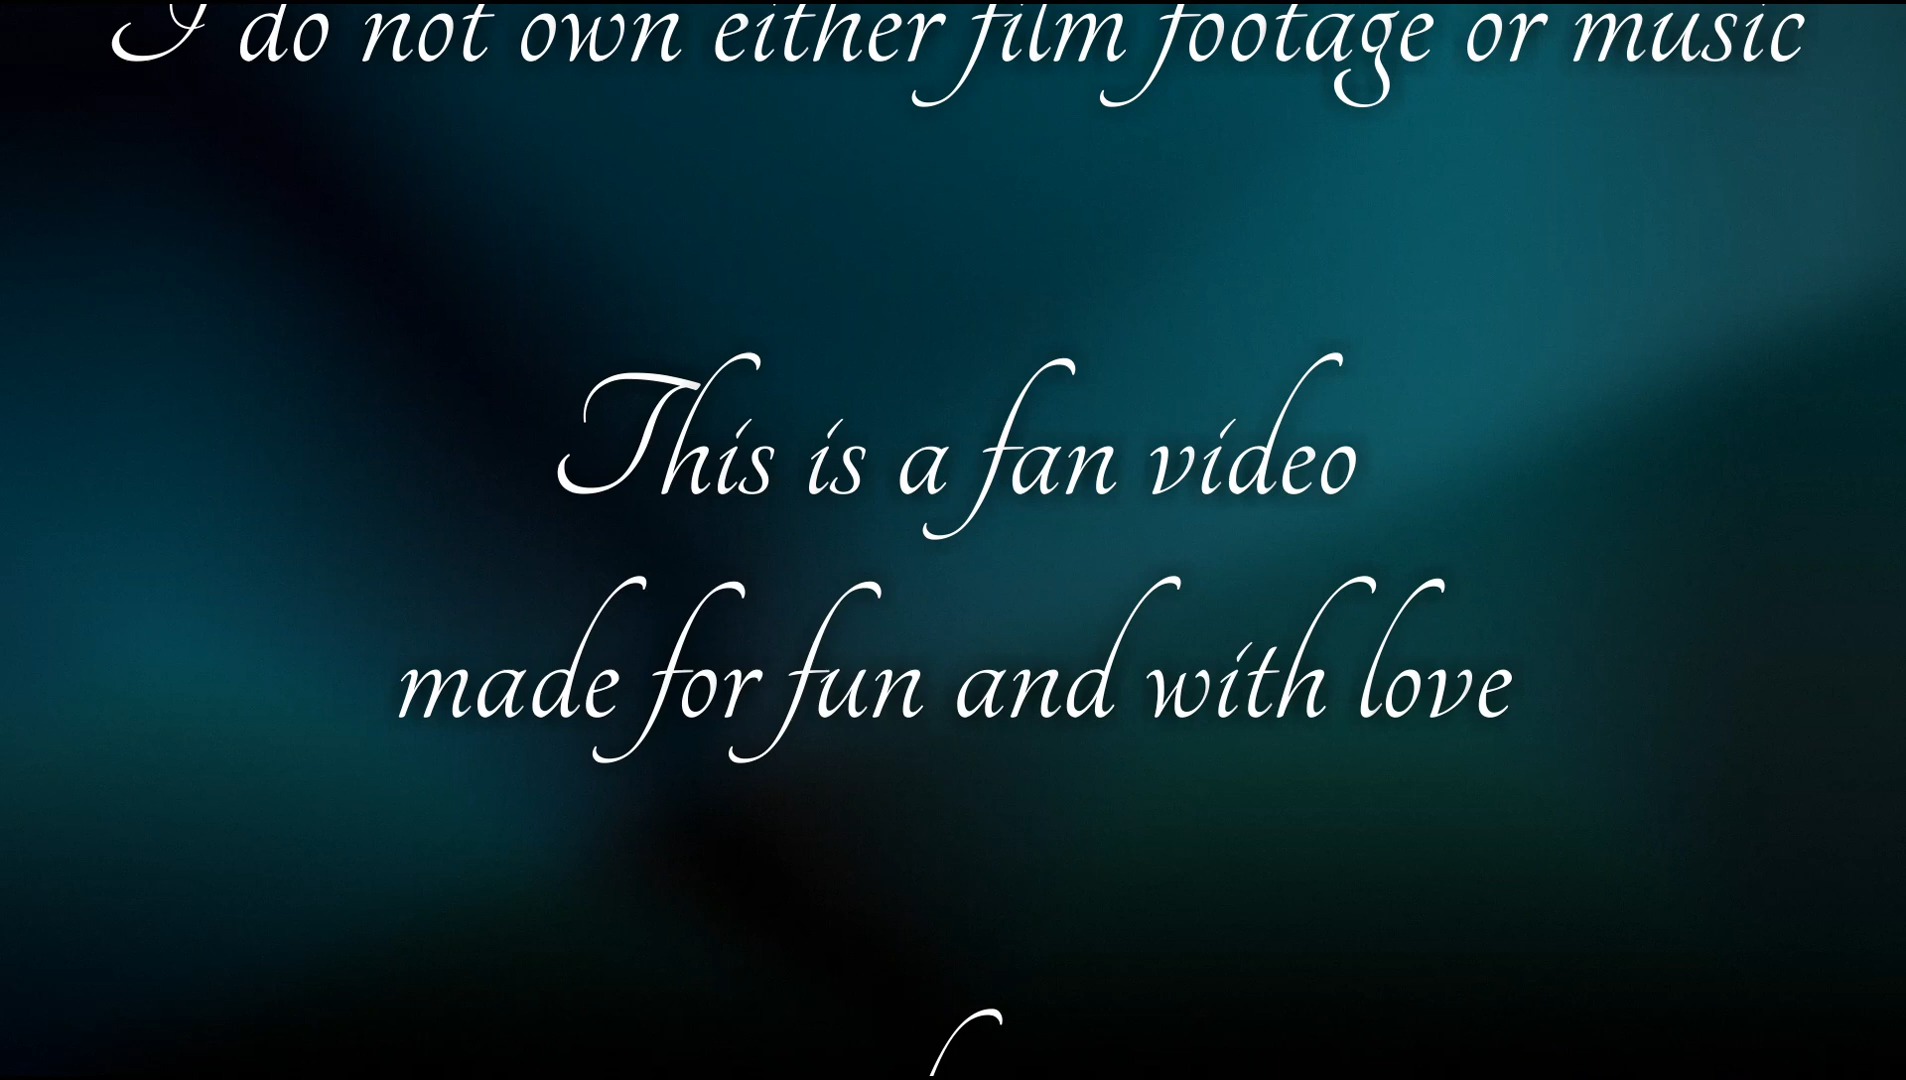 I do not own either film footage or music
This is a fan video
made for fun and with love